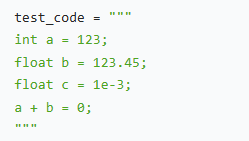 test_code = """
int a = 123;
float b = 123.45;
float c = 1e-3;
a + b = 0;
"""